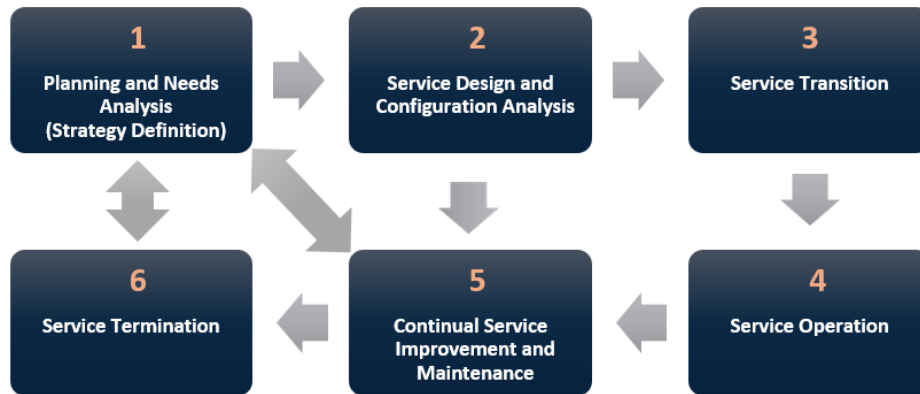 1
Planning and Needs
Analysis
(Strategy Definition)
2
Service Design and
Configuration Analysis
3
Service Transition
6
Service Termination
5
Continual Service
Improvement and
Maintenance
4
Service Operation